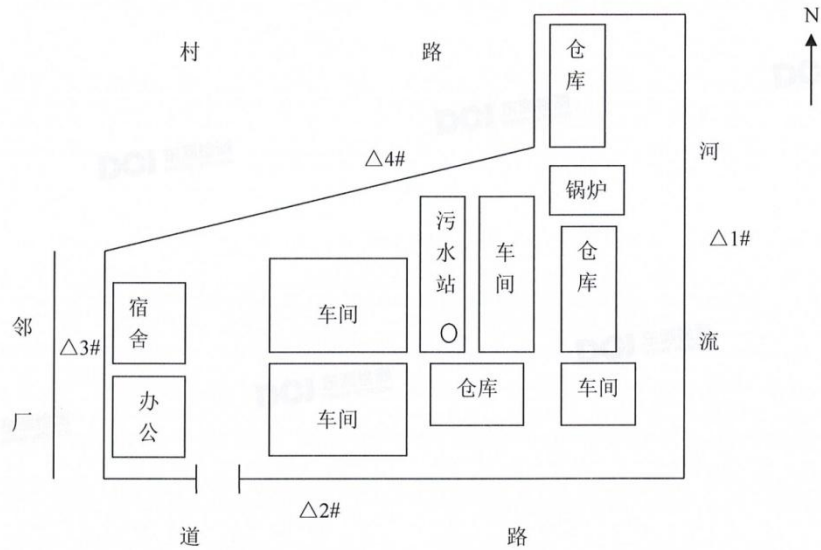 N
村 路
仓库
△4#
锅炉
河流
△1#
污水站
车间
仓库
宿舍
车间
邻厂
△3#
办公
车间
仓库
车间
△2#
道 路